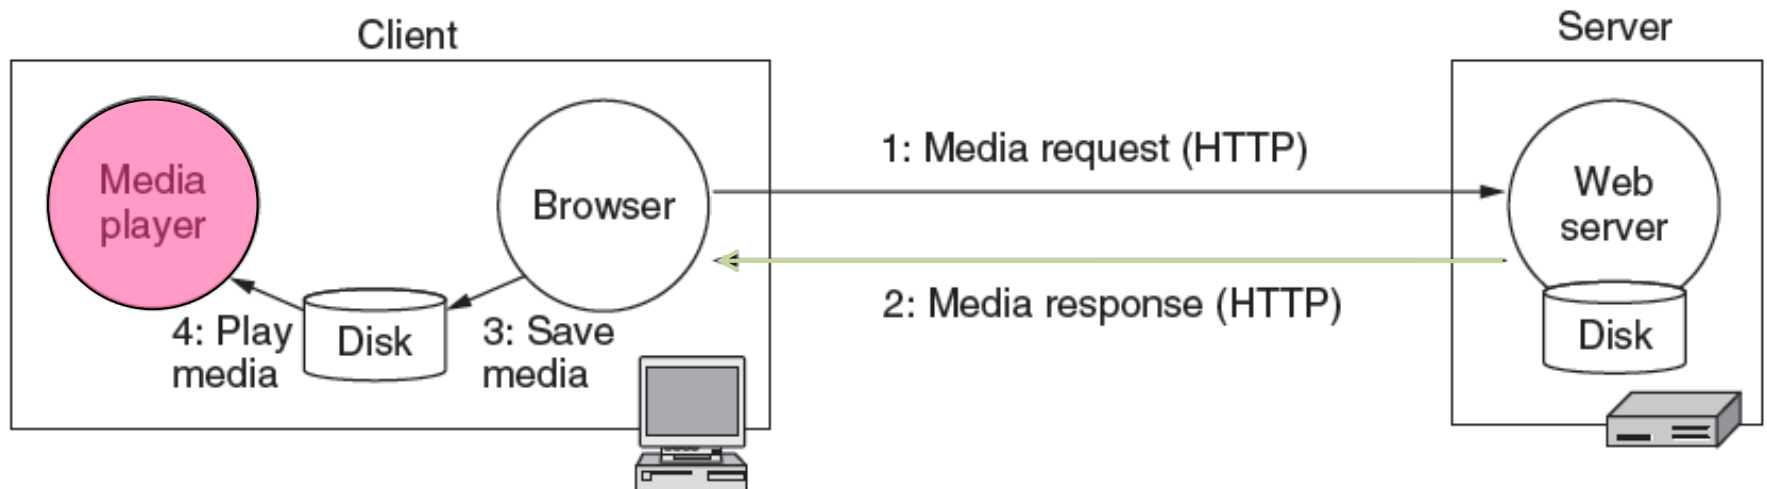 Client
Server
Media
player
Browser
1: Media request (HTTP)
Web
server
2: Media response (HTTP)
4: Play
media
Disk
3: Save
media
Disk